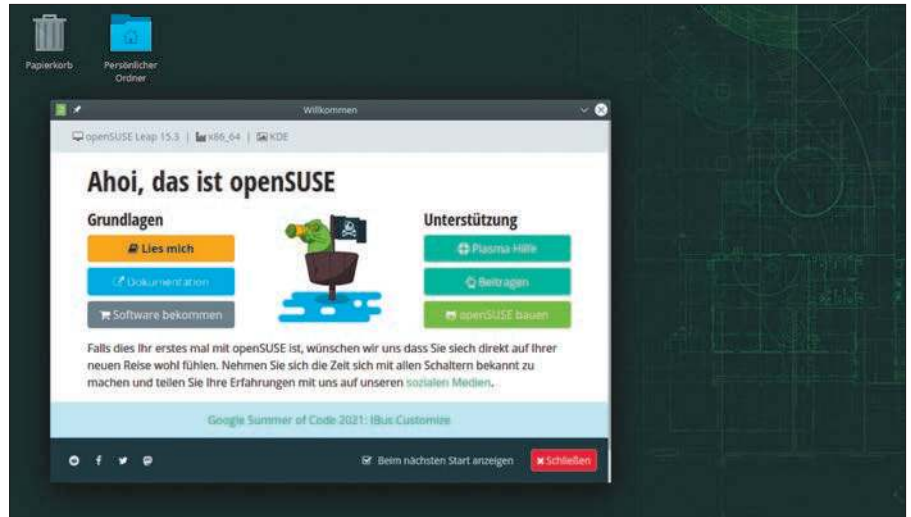 Papierkorb
Persönlicher
Ordner
Willkommen
openSUSE Leap 15.3 | x86_64 | KDE
Ahoi, das ist openSUSE
Grundlagen
Unterstützung
Lies mich
Plasma Hilfe
Dokumentation
Beitragen
Software bekommen
openSUSE bauen
Falls dies Ihr erstes mal mit openSUSE ist, wünschen wir uns dass Sie siech direkt auf Ihrer
neuen Reise wohl fühlen. Nehmen Sie sich die Zeit sich mit allen Schaltern bekannt zu
machen und teilen Sie Ihre Erfahrungen mit uns auf unseren sozialen Medien.
Google Summer of Code 2021: IBus Customize
Beim nächsten Start anzeigen
Schließen